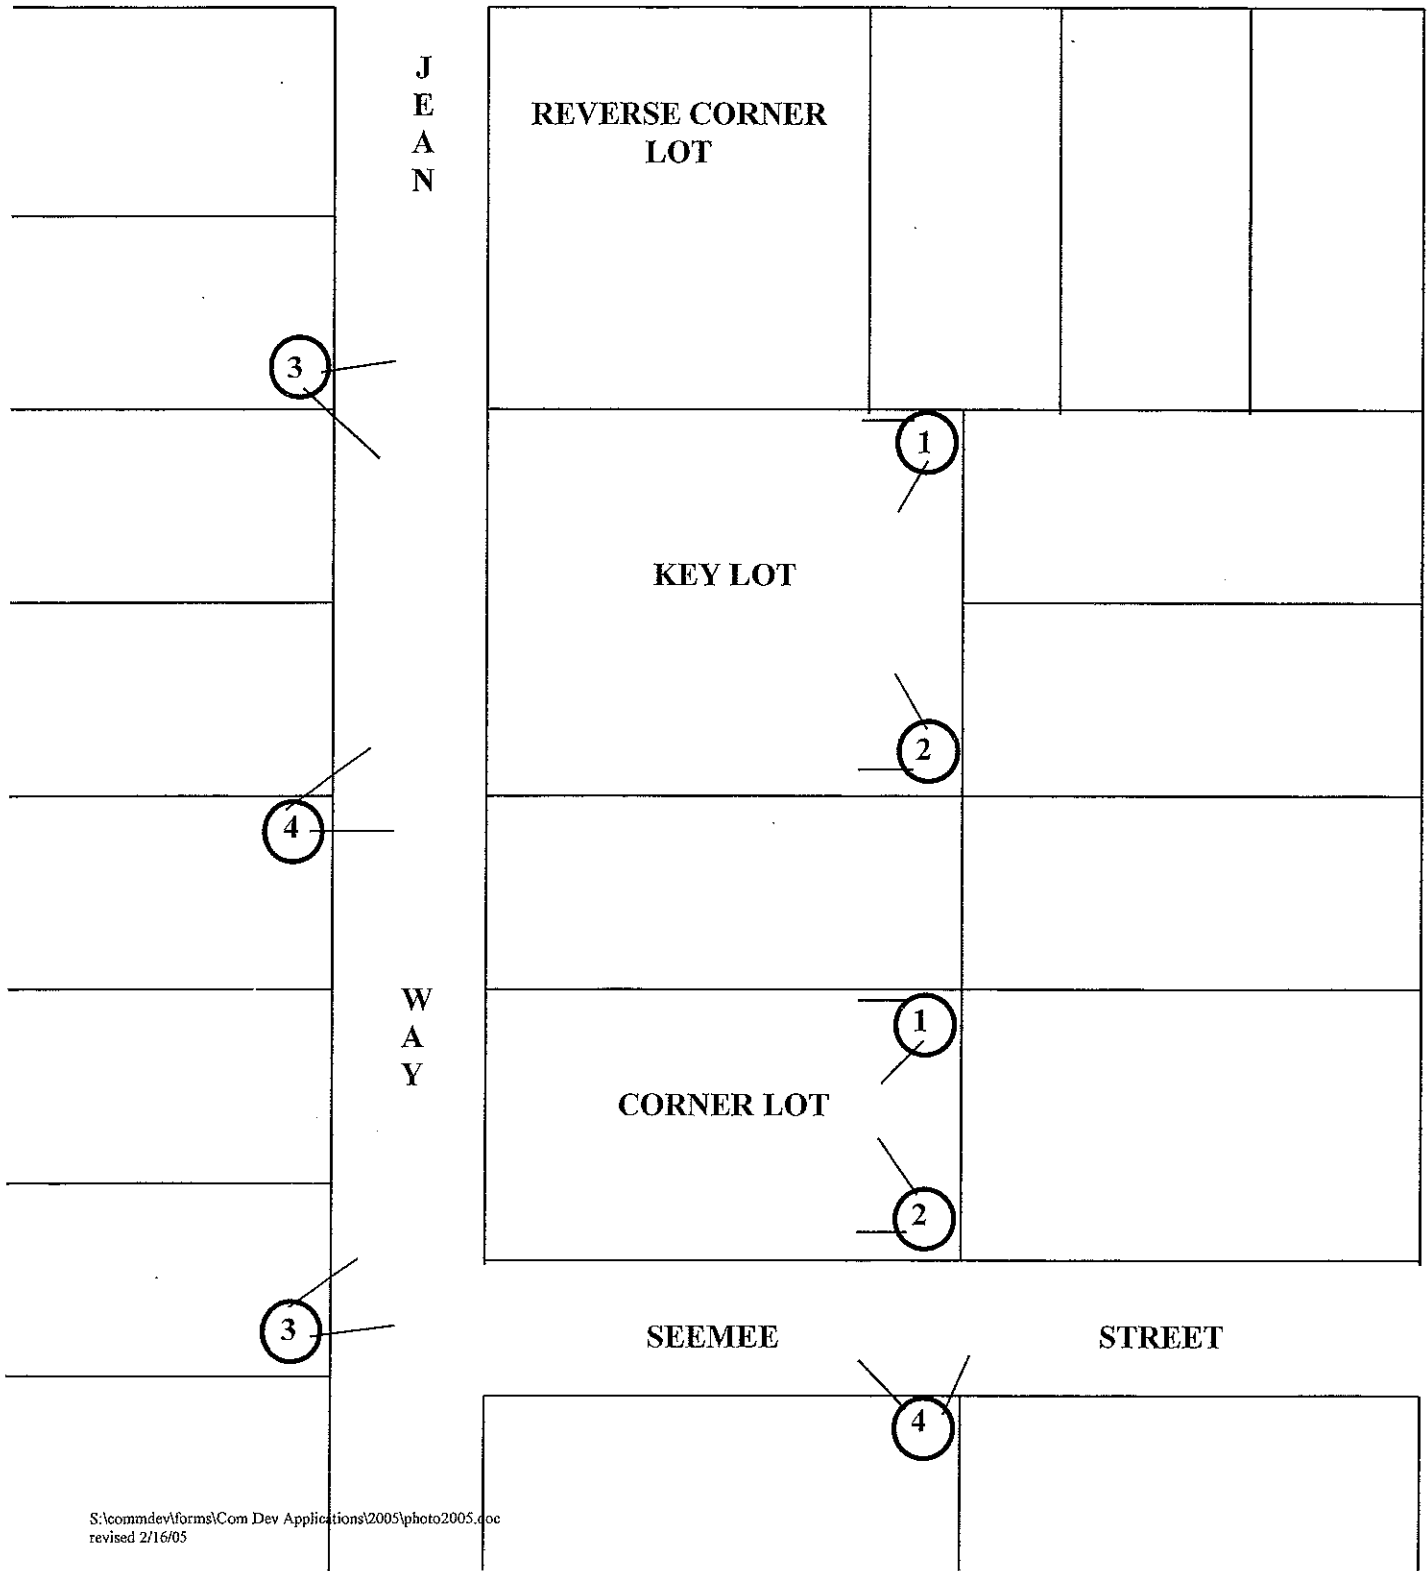 J
E
A
N
REVERSE CORNER
LOT
3
1
KEY LOT
2
4
W
A
Y
1
CORNER LOT
2
3
SEEMEE STREET
4
S:\commdev\forms\Com Dev Applications\2005\photo2005.doc
revised 2/16/05